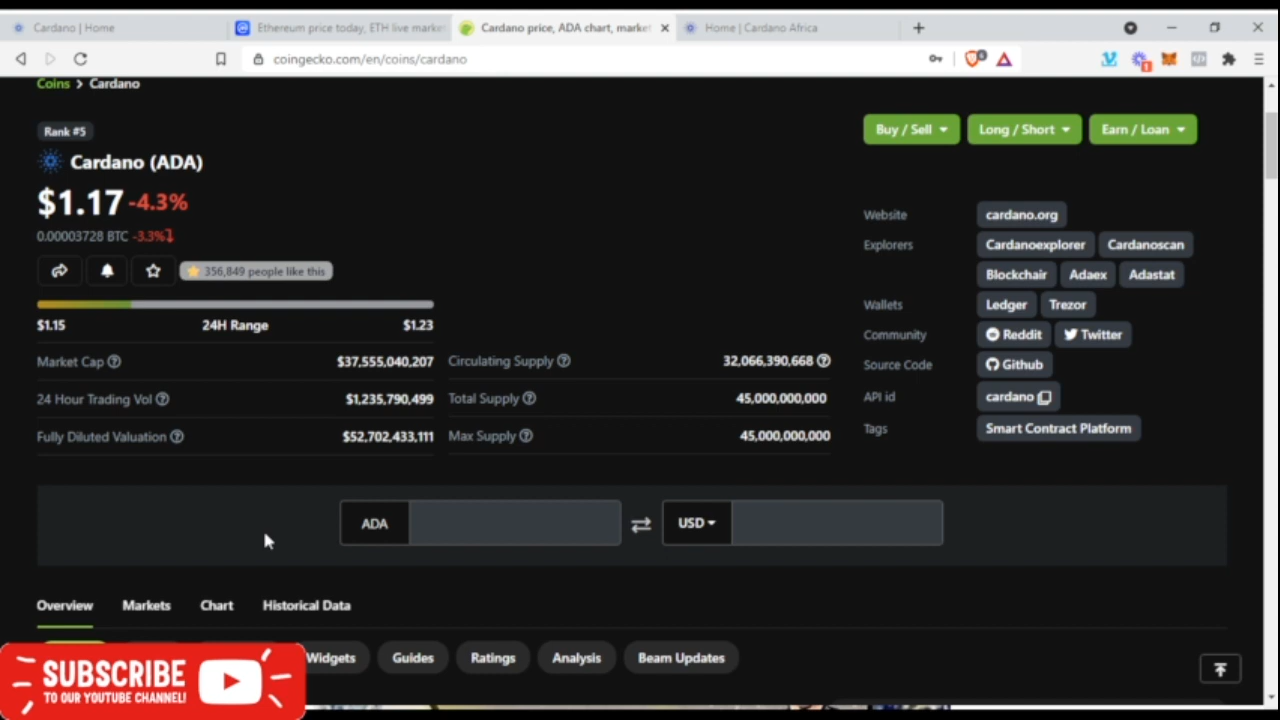 Cardano | Home
Ethereum price today, ETH live market
Cardano price, ADA chart, market
Home | Cardano Africa
coingecko.com/en/coins/cardano
Coins > Cardano
Rank #5
Cardano (ADA)
Buy / Sell
Long / Short
Earn / Loan
$1.17 -4.3%
0.00003728 BTC -3.3%
356,849 people like this
$1.15 24H Range $1.23
Market Cap $37,555,040,207
24 Hour Trading Vol $1,235,790,499
Fully Diluted Valuation $52,702,433,111
Circulating Supply 32,066,390,668
Total Supply 45,000,000,000
Max Supply 45,000,000,000
Website cardano.org
Explorers Cardanoexplorer Cardanoscan
Blockchair Adaex Adastat
Wallets Ledger Trezor
Community Reddit Twitter
Source Code Github
API id cardano
Tags Smart Contract Platform
ADA USD
Overview Markets Chart Historical Data
Widgets Guides Ratings Analysis Beam Updates
SUBSCRIBE
TO OUR YOUTUBE CHANNEL!